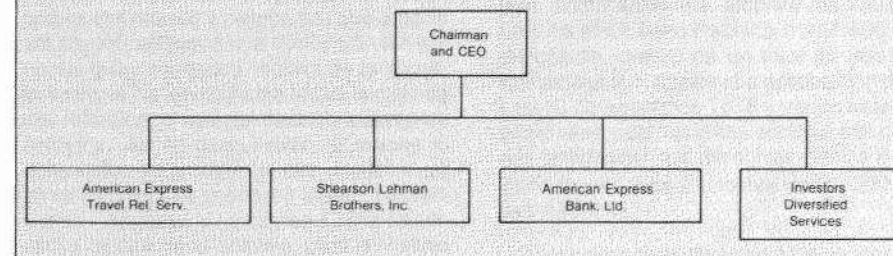 Chairman
and CEO
American Express
Travel Rel. Serv.
Shearson Lehman
Brothers, Inc.
American Express
Bank, Ltd.
Investors
Diversified
Services